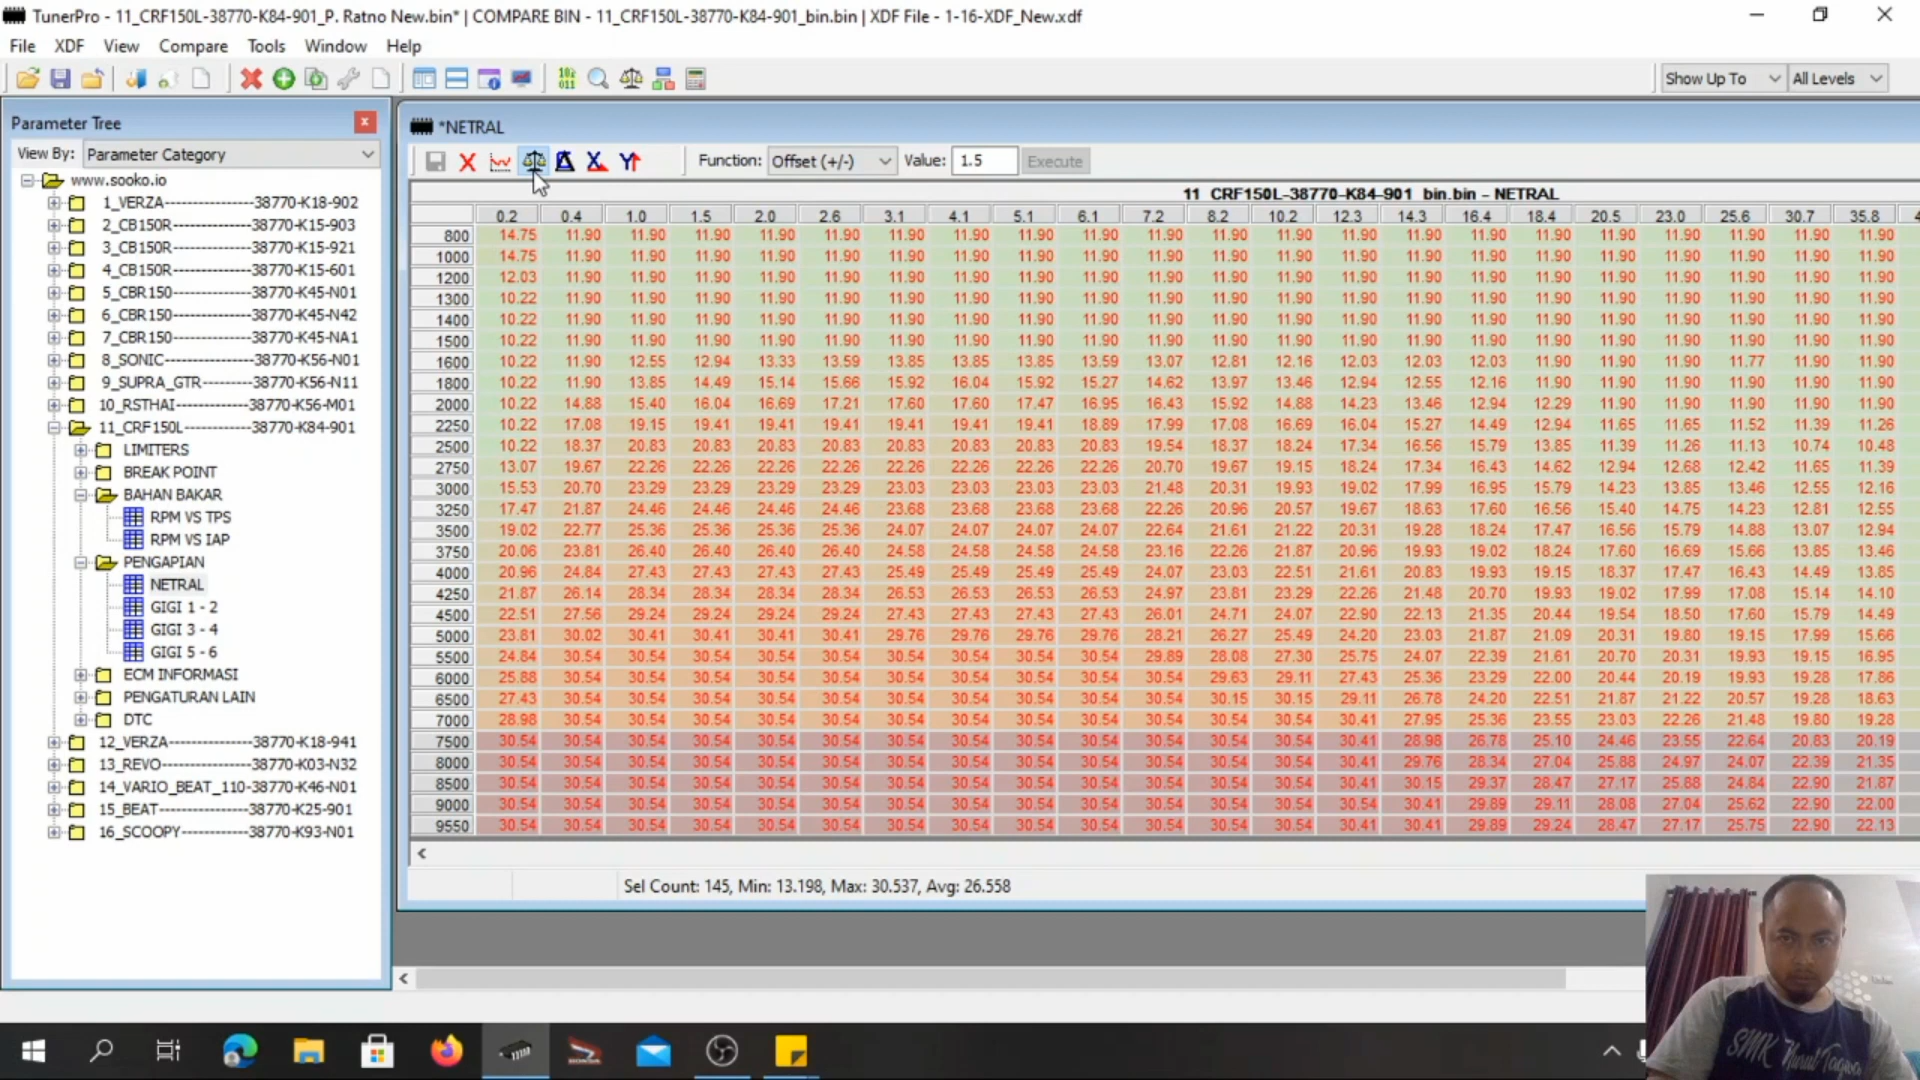 TunerPro - 11_CRF150L-38770-K84-901_P. Ratno New.bin* | COMPARE BIN - 11_CRF150L-38770-K84-901_bin.bin | XDF File - 1-16-XDF_New.xdf
File XDF View Compare Tools Window Help
Show Up To All Levels
Parameter Tree
View By: Parameter Category
www.sooko.io
1_VERZA-----------------38770-K18-902
2_CB150R----------------38770-K15-903
3_CB150R----------------38770-K15-921
4_CB150R----------------38770-K15-601
5_CBR150----------------38770-K45-N01
6_CBR150----------------38770-K45-N42
7_CBR150----------------38770-K45-NA1
8_SONIC-----------------38770-K56-N01
9_SUPRA_GTR---------38770-K56-N11
10_RSTHAI--------------38770-K56-M01
11_CRF150L-------------38770-K84-901
LIMITERS
BREAK POINT
BAHAN BAKAR
RPM VS TPS
RPM VS IAP
PENGAPIAN
NETRAL
GIGI 1 - 2
GIGI 3 - 4
GIGI 5 - 6
ECM INFORMASI
PENGATURAN LAIN
DTC
12_VERZA----------------38770-K18-941
13_REVO-----------------38770-K03-N32
14_VARIO_BEAT_110-38770-K46-N01
15_BEAT-----------------38770-K25-901
16_SCOOPY-------------38770-K93-N01
*NETRAL
Function: Offset (+/-) Value: 1.5 Execute
11_CRF150L-38770-K84-901_bin.bin - NETRAL
0.2 0.4 1.0 1.5 2.0 2.6 3.1 4.1 5.1 6.1 7.2 8.2 10.2 12.3 14.3 16.4 18.4 20.5 23.0 25.6 30.7 35.8
800 14.75 11.90 11.90 11.90 11.90 11.90 11.90 11.90 11.90 11.90 11.90 11.90 11.90 11.90 11.90 11.90 11.90 11.90 11.90 11.90 11.90 11.90
1000 14.75 11.90 11.90 11.90 11.90 11.90 11.90 11.90 11.90 11.90 11.90 11.90 11.90 11.90 11.90 11.90 11.90 11.90 11.90 11.90 11.90 11.90
1200 12.03 11.90 11.90 11.90 11.90 11.90 11.90 11.90 11.90 11.90 11.90 11.90 11.90 11.90 11.90 11.90 11.90 11.90 11.90 11.90 11.90 11.90
1300 10.22 11.90 11.90 11.90 11.90 11.90 11.90 11.90 11.90 11.90 11.90 11.90 11.90 11.90 11.90 11.90 11.90 11.90 11.90 11.90 11.90 11.90
1400 10.22 11.90 11.90 11.90 11.90 11.90 11.90 11.90 11.90 11.90 11.90 11.90 11.90 11.90 11.90 11.90 11.90 11.90 11.90 11.90 11.90 11.90
1500 10.22 11.90 11.90 11.90 11.90 11.90 11.90 11.90 11.90 11.90 11.90 11.90 11.90 11.90 11.90 11.90 11.90 11.90 11.90 11.90 11.90 11.90
1600 10.22 11.90 12.55 12.94 13.33 13.59 13.85 13.85 13.85 13.59 13.07 12.81 12.16 12.03 12.03 12.03 11.90 11.90 11.90 11.77 11.90 11.90
1800 10.22 11.90 13.85 14.49 15.14 15.66 15.92 16.04 15.92 15.27 14.62 13.97 13.46 12.94 12.55 12.16 11.90 11.90 11.90 11.90 11.90 11.90
2000 10.22 14.88 15.40 16.04 16.69 17.21 17.60 17.60 17.47 16.95 16.43 15.92 14.88 14.23 13.46 12.94 12.29 11.90 11.90 11.90 11.90 11.90
2250 10.22 17.08 19.15 19.41 19.41 19.41 19.41 19.41 19.41 18.89 17.99 17.08 16.69 16.04 15.27 14.49 12.94 11.65 11.65 11.52 11.39 11.26
2500 10.22 18.37 20.83 20.83 20.83 20.83 20.83 20.83 20.83 20.83 19.54 18.37 18.24 17.34 16.56 15.79 13.85 11.39 11.26 11.13 10.74 10.48
2750 13.07 19.67 22.26 22.26 22.26 22.26 22.26 22.26 22.26 22.26 20.70 19.67 19.15 18.24 17.34 16.43 14.62 12.94 12.68 12.42 11.65 11.39
3000 15.53 20.70 23.29 23.29 23.29 23.29 23.03 23.03 23.03 23.03 21.48 20.31 19.93 19.02 17.99 16.95 15.79 14.23 13.85 13.46 12.55 12.16
3250 17.47 21.87 24.46 24.46 24.46 24.46 23.68 23.68 23.68 23.68 22.26 20.96 20.57 19.67 18.63 17.60 16.56 15.40 14.75 14.23 12.81 12.55
3500 19.02 22.77 25.36 25.36 25.36 25.36 24.07 24.07 24.07 24.07 22.64 21.61 21.22 20.31 19.28 18.24 17.47 16.56 15.79 14.88 13.07 12.94
3750 20.06 23.81 26.40 26.40 26.40 26.40 24.58 24.58 24.58 24.58 23.16 22.26 21.87 20.96 19.93 19.02 18.24 17.60 16.69 15.66 13.85 13.46
4000 20.96 24.84 27.43 27.43 27.43 27.43 25.49 25.49 25.49 25.49 24.07 23.03 22.51 21.61 20.83 19.93 19.15 18.37 17.47 16.43 14.49 13.85
4250 21.87 26.14 28.34 28.34 28.34 28.34 26.53 26.53 26.53 26.53 24.97 23.81 23.29 22.26 21.48 20.70 19.93 19.02 17.99 17.08 15.14 14.10
4500 22.51 27.56 29.24 29.24 29.24 29.24 27.43 27.43 27.43 27.43 26.01 24.71 24.07 22.90 22.13 21.35 20.44 19.54 18.50 17.60 15.79 14.49
5000 23.81 30.02 30.41 30.41 30.41 30.41 29.76 29.76 29.76 29.76 28.21 26.27 25.49 24.20 23.03 21.87 21.09 20.31 19.80 19.15 17.99 15.66
5500 24.84 30.54 30.54 30.54 30.54 30.54 30.54 30.54 30.54 30.54 29.89 28.08 27.30 25.75 24.07 22.39 21.61 20.70 20.31 19.93 19.15 16.95
6000 25.88 30.54 30.54 30.54 30.54 30.54 30.54 30.54 30.54 30.54 30.54 29.63 29.11 27.43 25.36 23.29 22.00 20.44 20.19 19.93 19.28 17.86
6500 27.43 30.54 30.54 30.54 30.54 30.54 30.54 30.54 30.54 30.54 30.54 30.15 30.15 29.11 26.78 24.20 22.51 21.87 21.22 20.57 19.28 18.63
7000 28.98 30.54 30.54 30.54 30.54 30.54 30.54 30.54 30.54 30.54 30.54 30.54 30.54 30.41 27.95 25.36 23.55 23.03 22.26 21.48 19.80 19.28
7500 30.54 30.54 30.54 30.54 30.54 30.54 30.54 30.54 30.54 30.54 30.54 30.54 30.54 30.41 28.98 26.78 25.10 24.46 23.55 22.64 20.83 20.19
8000 30.54 30.54 30.54 30.54 30.54 30.54 30.54 30.54 30.54 30.54 30.54 30.54 30.54 30.41 29.76 28.34 27.04 25.88 24.97 24.07 22.39 21.35
8500 30.54 30.54 30.54 30.54 30.54 30.54 30.54 30.54 30.54 30.54 30.54 30.54 30.54 30.41 30.15 29.37 28.47 27.17 25.88 24.84 22.90 21.87
9000 30.54 30.54 30.54 30.54 30.54 30.54 30.54 30.54 30.54 30.54 30.54 30.54 30.54 30.41 30.41 29.89 29.11 28.08 27.04 25.62 22.90 22.00
9550 30.54 30.54 30.54 30.54 30.54 30.54 30.54 30.54 30.54 30.54 30.54 30.54 30.54 30.41 30.41 29.89 29.24 28.47 27.17 25.75 22.90 22.13
Sel Count: 145, Min: 13.198, Max: 30.537, Avg: 26.558
SMK Nurul